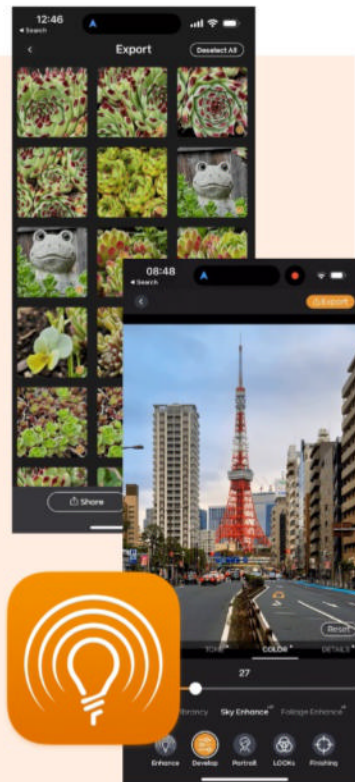 12:46
◀ Search
Export
Deselect All
Share
08:48
◀ Search
Export
Reset
TONE
COLOR
DETAILS
27
Vibrancy
Sky Enhance
Foliage Enhance
Enhance
Develop
Portrait
LOOKs
Finishing